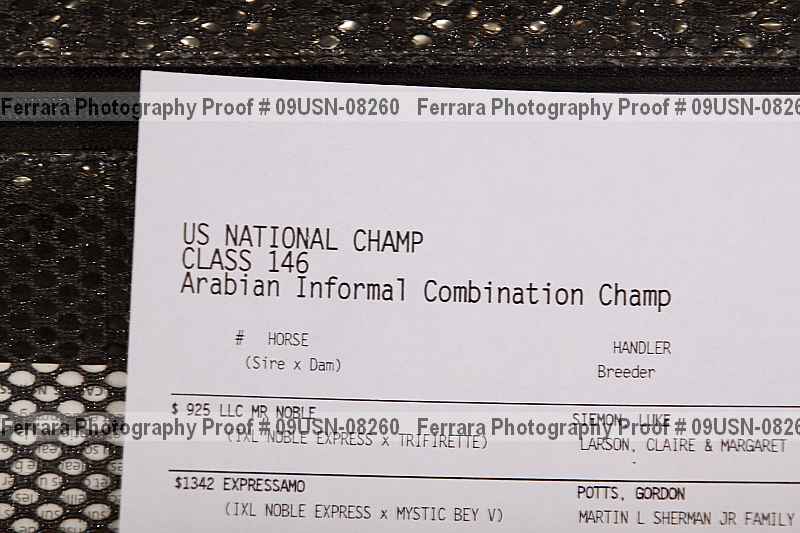 Ferrara Photography Proof # 09USN-08260 Ferrara Photography Proof # 09USN-0826
US NATIONAL CHAMP
CLASS 146
Arabian Informal Combination Champ
# HORSE HANDLER
(Sire x Dam) Breeder
$ 925 LLC MR NOBLE SIEMON, LUKE
Ferrara Photography Proof # 09USN-08260 Ferrara Photography Proof # 09USN-0826
(IXL NOBLE EXPRESS x TRIFIRETTE) LARSON, CLAIRE & MARGARET
$1342 EXPRESSAMO POTTS, GORDON
(IXL NOBLE EXPRESS x MYSTIC BEY V) MARTIN L SHERMAN JR FAMILY